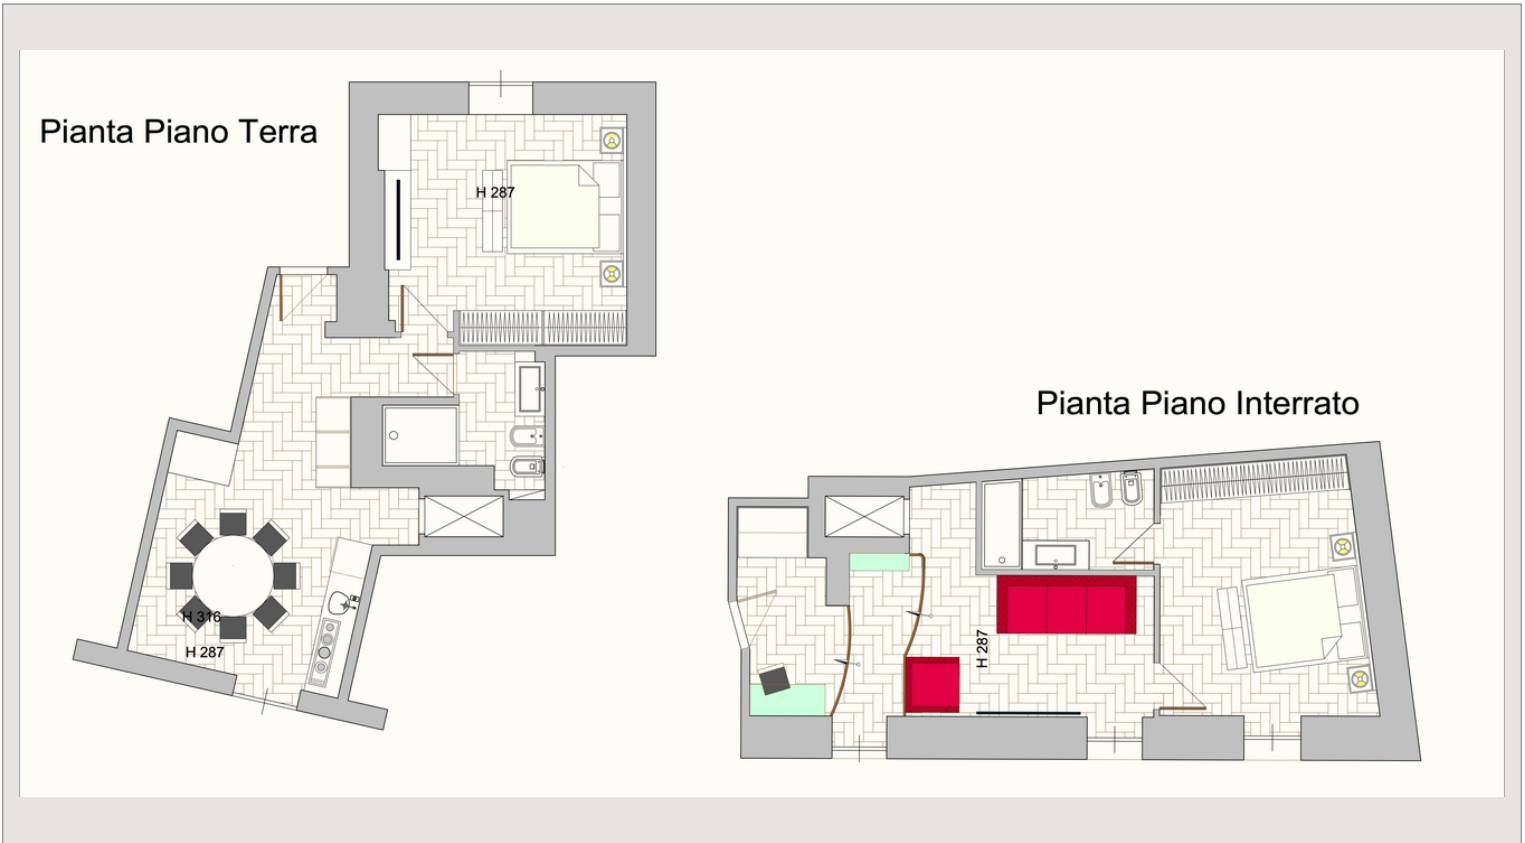 Pianta Piano Terra
H 287
H 316
H 287
Pianta Piano Interrato
H 287